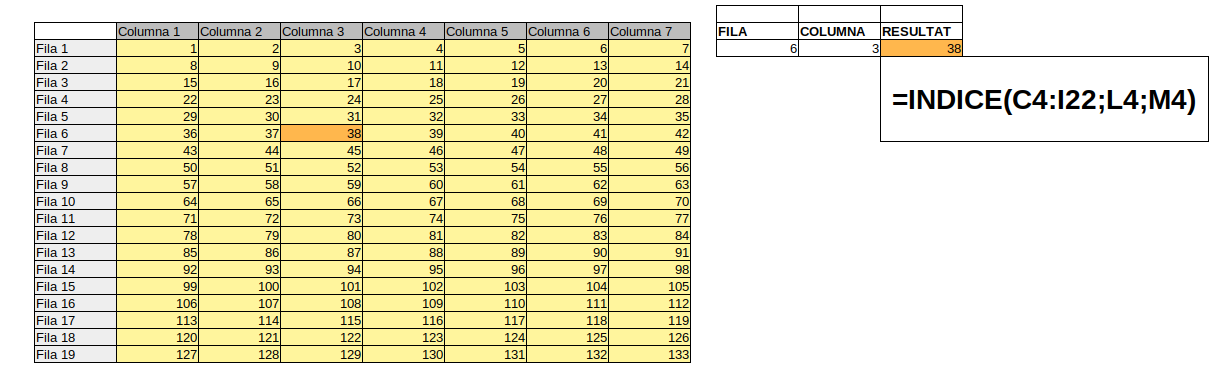 Columna 1 Columna 2 Columna 3 Columna 4 Columna 5 Columna 6 Columna 7
Fila 1 1 2 3 4 5 6 7
Fila 2 8 9 10 11 12 13 14
Fila 3 15 16 17 18 19 20 21
Fila 4 22 23 24 25 26 27 28
Fila 5 29 30 31 32 33 34 35
Fila 6 36 37 38 39 40 41 42
Fila 7 43 44 45 46 47 48 49
Fila 8 50 51 52 53 54 55 56
Fila 9 57 58 59 60 61 62 63
Fila 10 64 65 66 67 68 69 70
Fila 11 71 72 73 74 75 76 77
Fila 12 78 79 80 81 82 83 84
Fila 13 85 86 87 88 89 90 91
Fila 14 92 93 94 95 96 97 98
Fila 15 99 100 101 102 103 104 105
Fila 16 106 107 108 109 110 111 112
Fila 17 113 114 115 116 117 118 119
Fila 18 120 121 122 123 124 125 126
Fila 19 127 128 129 130 131 132 133
FILA COLUMNA RESULTAT
6 3 38
=INDICE(C4:I22;L4;M4)